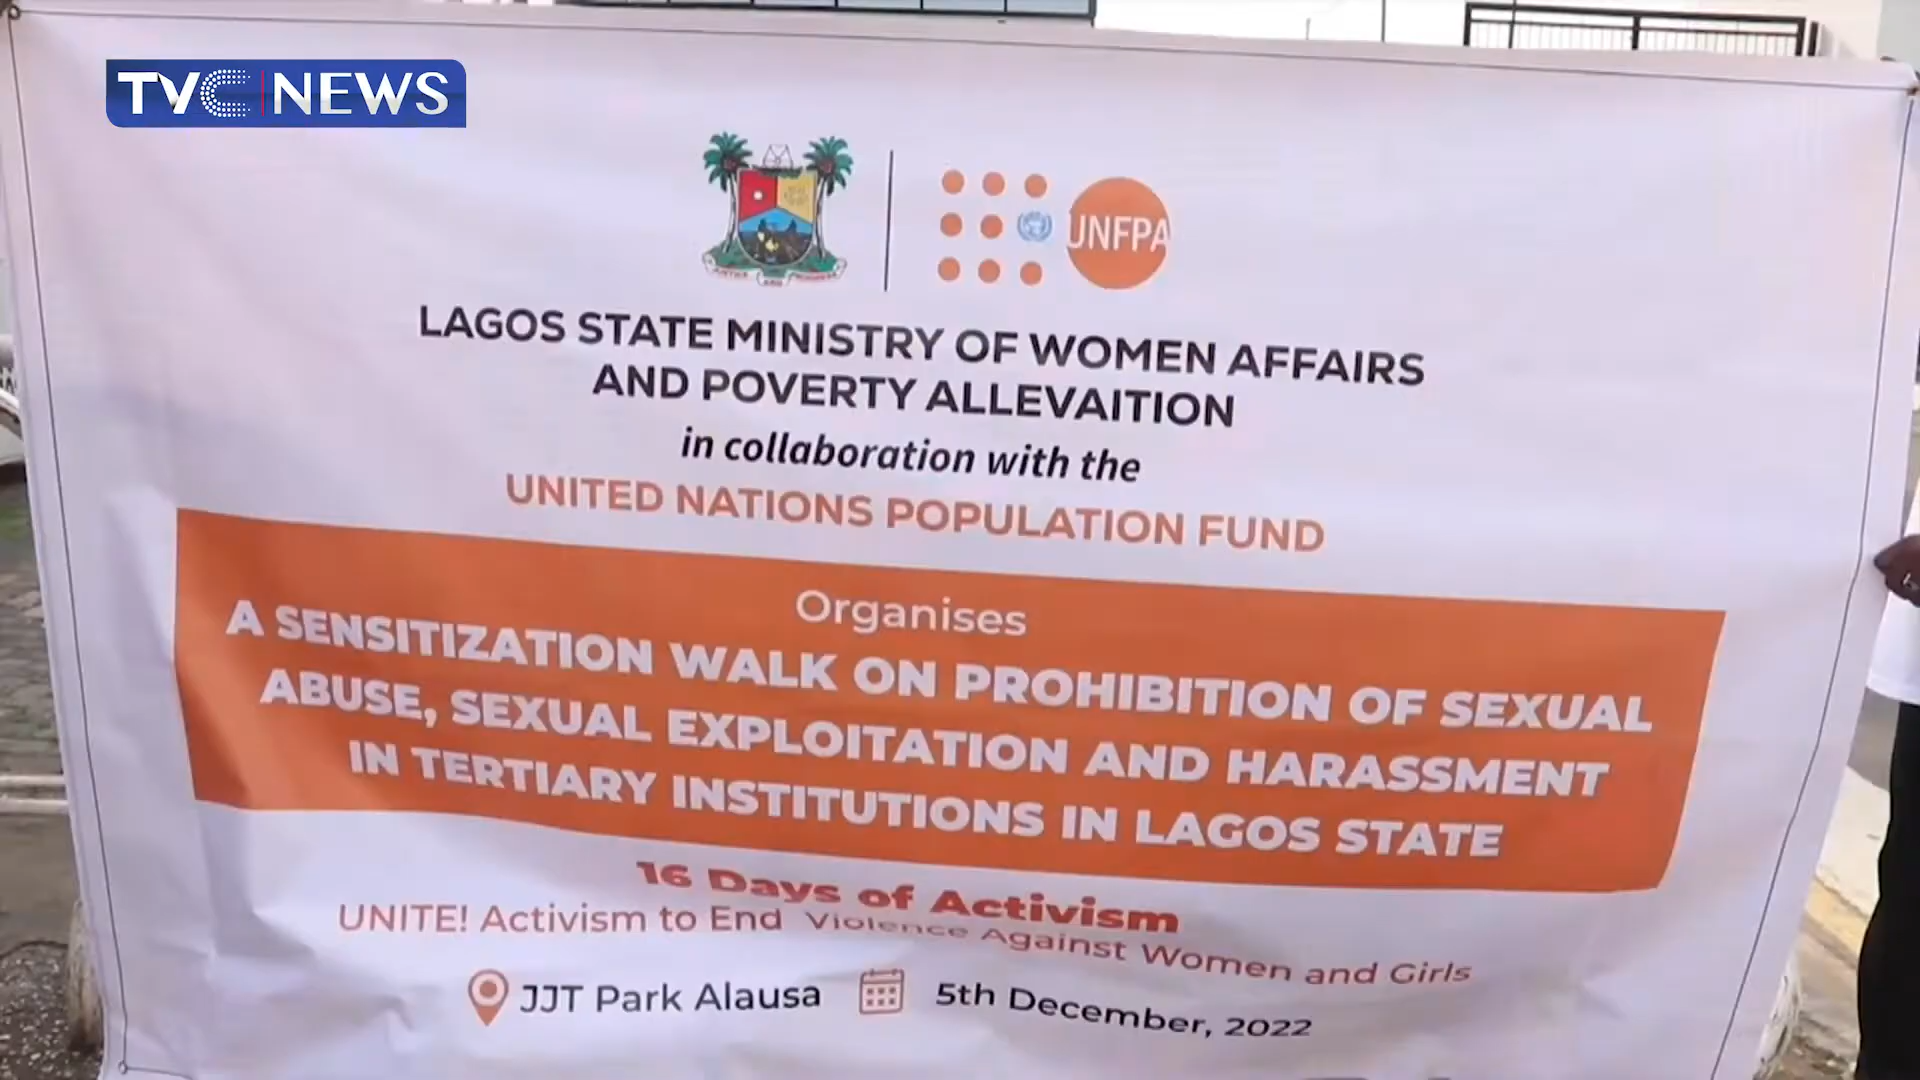 TVC NEWS
UNFPA
JUSTICE AND PROGRESS
LAGOS STATE MINISTRY OF WOMEN AFFAIRS
AND POVERTY ALLEVAITION
in collaboration with the
UNITED NATIONS POPULATION FUND
Organises
A SENSITIZATION WALK ON PROHIBITION OF SEXUAL
ABUSE, SEXUAL EXPLOITATION AND HARASSMENT
IN TERTIARY INSTITUTIONS IN LAGOS STATE
16 Days of Activism
UNITE! Activism to End Violence Against Women and Girls
JJT Park Alausa
5th December, 2022